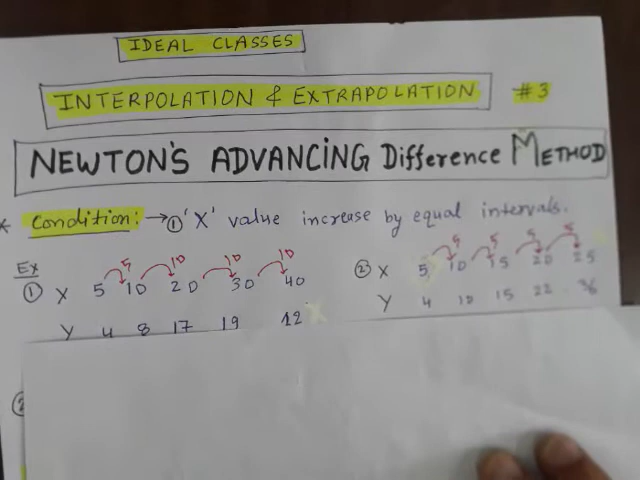 IDEAL CLASSES
INTERPOLATION & EXTRAPOLATION #3
NEWTON'S ADVANCING Difference METHOD
* Condition: → ① 'X' value increase by equal intervals.
Ex
5 10 10 10
① X 5 10 20 30 40
Y 4 8 17 19 12
5 5 5 5
② X 5 10 15 20 25
Y 4 10 15 22 36
②